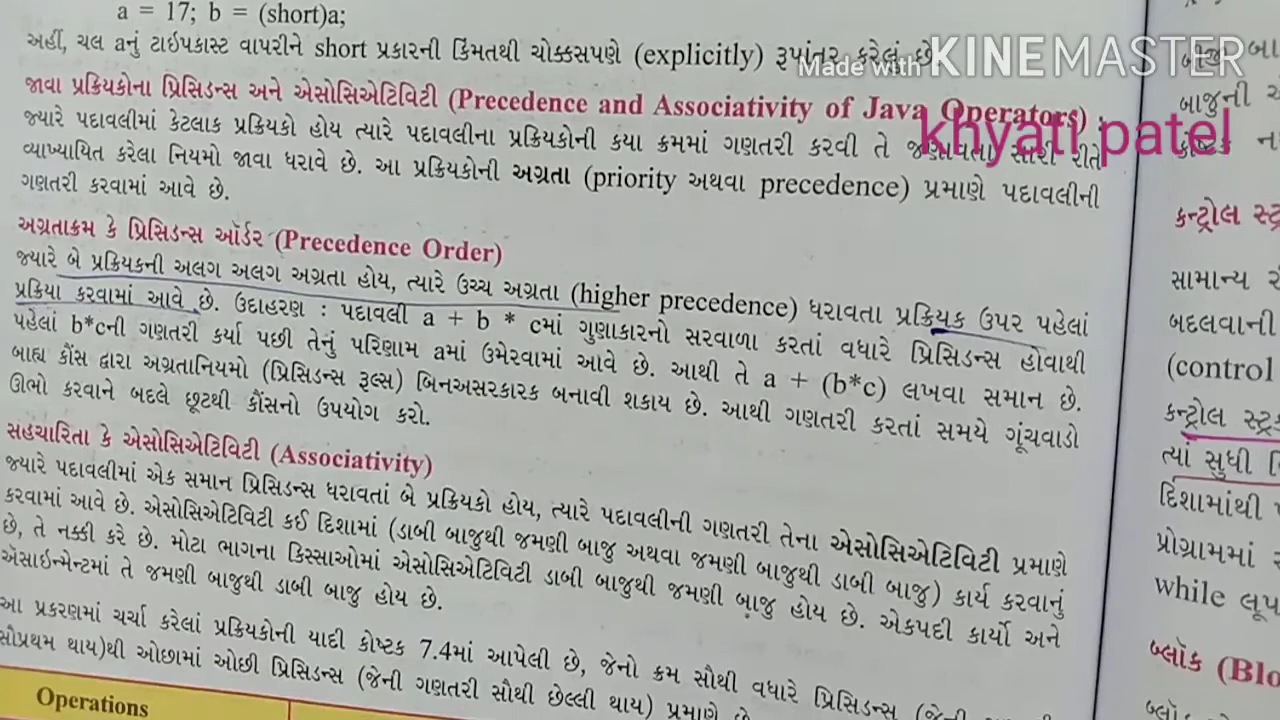 a = 17; b = (short)a;
અહીં, ચલ aનું ટાઇપકાસ્ટ વાપરીને short પ્રકારની કિંમતથી ચોક્કસપણે (explicitly) રૂપાંતર કરેલું છે
Made with KINEMASTER
જાવા પ્રક્રિયકોના પ્રિસિડન્સ અને એસોસિએટિવિટી (Precedence and Associativity of Java Operators) :
khyati patel
જ્યારે પદાવલીમાં કેટલાક પ્રક્રિયકો હોય ત્યારે પદાવલીના પ્રક્રિયકોની કયા ક્રમમાં ગણતરી કરવી તે જણાવતા સારી રીતે
વ્યાખ્યાયિત કરેલા નિયમો જાવા ધરાવે છે. આ પ્રક્રિયકોની અગ્રતા (priority અથવા precedence) પ્રમાણે પદાવલીની
ગણતરી કરવામાં આવે છે.
અગ્રતાક્રમ કે પ્રિસિડન્સ ઑર્ડર (Precedence Order)
જ્યારે બે પ્રક્રિયકની અલગ અલગ અગ્રતા હોય, ત્યારે ઉચ્ચ અગ્રતા (higher precedence) ધરાવતા પ્રક્રિયક ઉપર પહેલાં
પ્રક્રિયા કરવામાં આવે છે. ઉદાહરણ : પદાવલી a + b * cમાં ગુણાકારનો સરવાળા કરતાં વધારે પ્રિસિડન્સ હોવાથી
પહેલાં b*cની ગણતરી કર્યા પછી તેનું પરિણામ aમાં ઉમેરવામાં આવે છે. આથી તે a + (b*c) લખવા સમાન છે.
બાહ્ય કૌંસ દ્વારા અગ્રતાનિયમો (પ્રિસિડન્સ રૂલ્સ) બિનઅસરકારક બનાવી શકાય છે. આથી ગણતરી કરતાં સમયે ગૂંચવાડો
ઊભો કરવાને બદલે છૂટથી કૌંસનો ઉપયોગ કરો.
સહચારિતા કે એસોસિએટિવિટી (Associativity)
જ્યારે પદાવલીમાં એક સમાન પ્રિસિડન્સ ધરાવતાં બે પ્રક્રિયકો હોય, ત્યારે પદાવલીની ગણતરી તેના એસોસિએટિવિટી પ્રમાણે
કરવામાં આવે છે. એસોસિએટિવિટી કઈ દિશામાં (ડાબી બાજુથી જમણી બાજુ અથવા જમણી બાજુથી ડાબી બાજુ) કાર્ય કરવાનું
છે, તે નક્કી કરે છે. મોટા ભાગના કિસ્સાઓમાં એસોસિએટિવિટી ડાબી બાજુથી જમણી બાજુ હોય છે. એકપદી કાર્યો અને
ઍસાઇન્મેન્ટમાં તે જમણી બાજુથી ડાબી બાજુ હોય છે.
આ પ્રકરણમાં ચર્ચા કરેલાં પ્રક્રિયકોની યાદી કોષ્ટક 7.4માં આપેલી છે, જેનો ક્રમ સૌથી વધારે પ્રિસિડન્સ (જેની
સૌપ્રથમ થાય)થી ઓછામાં ઓછી પ્રિસિડન્સ (જેની ગણતરી સૌથી છેલ્લી થાય) પ્રમાણે છે
Operations
બાજુની
કન્ટ્રોલ
સામાન્ય
બદલવાની
(control
કન્ટ્રોલ
ત્યાં સુધી
દિશામાંથી
પ્રોગ્રામમાં
while લૂપ
બ્લૉક (Blo
બ્લૉક